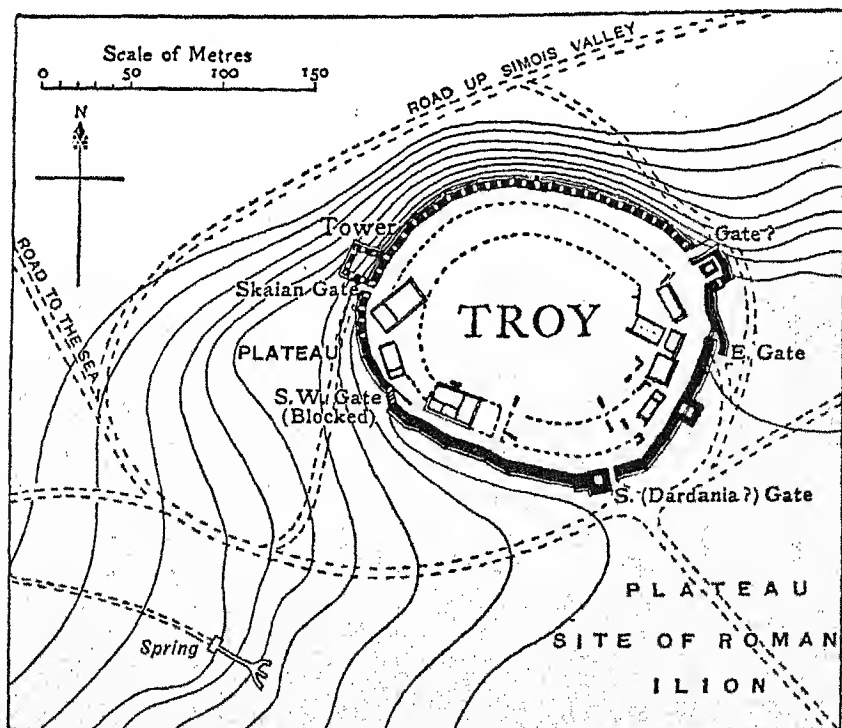 Scale of Metres
0 50 100 150
N
ROAD UP SIMOIS VALLEY
ROAD TO THE SEA
Tower
Gate ?
Skaian Gate
TROY
PLATEAU
E. Gate
S.W. Gate
(Blocked)
S. (Dardania ?) Gate
PLATEAU
SITE OF ROMAN
ILION
Spring